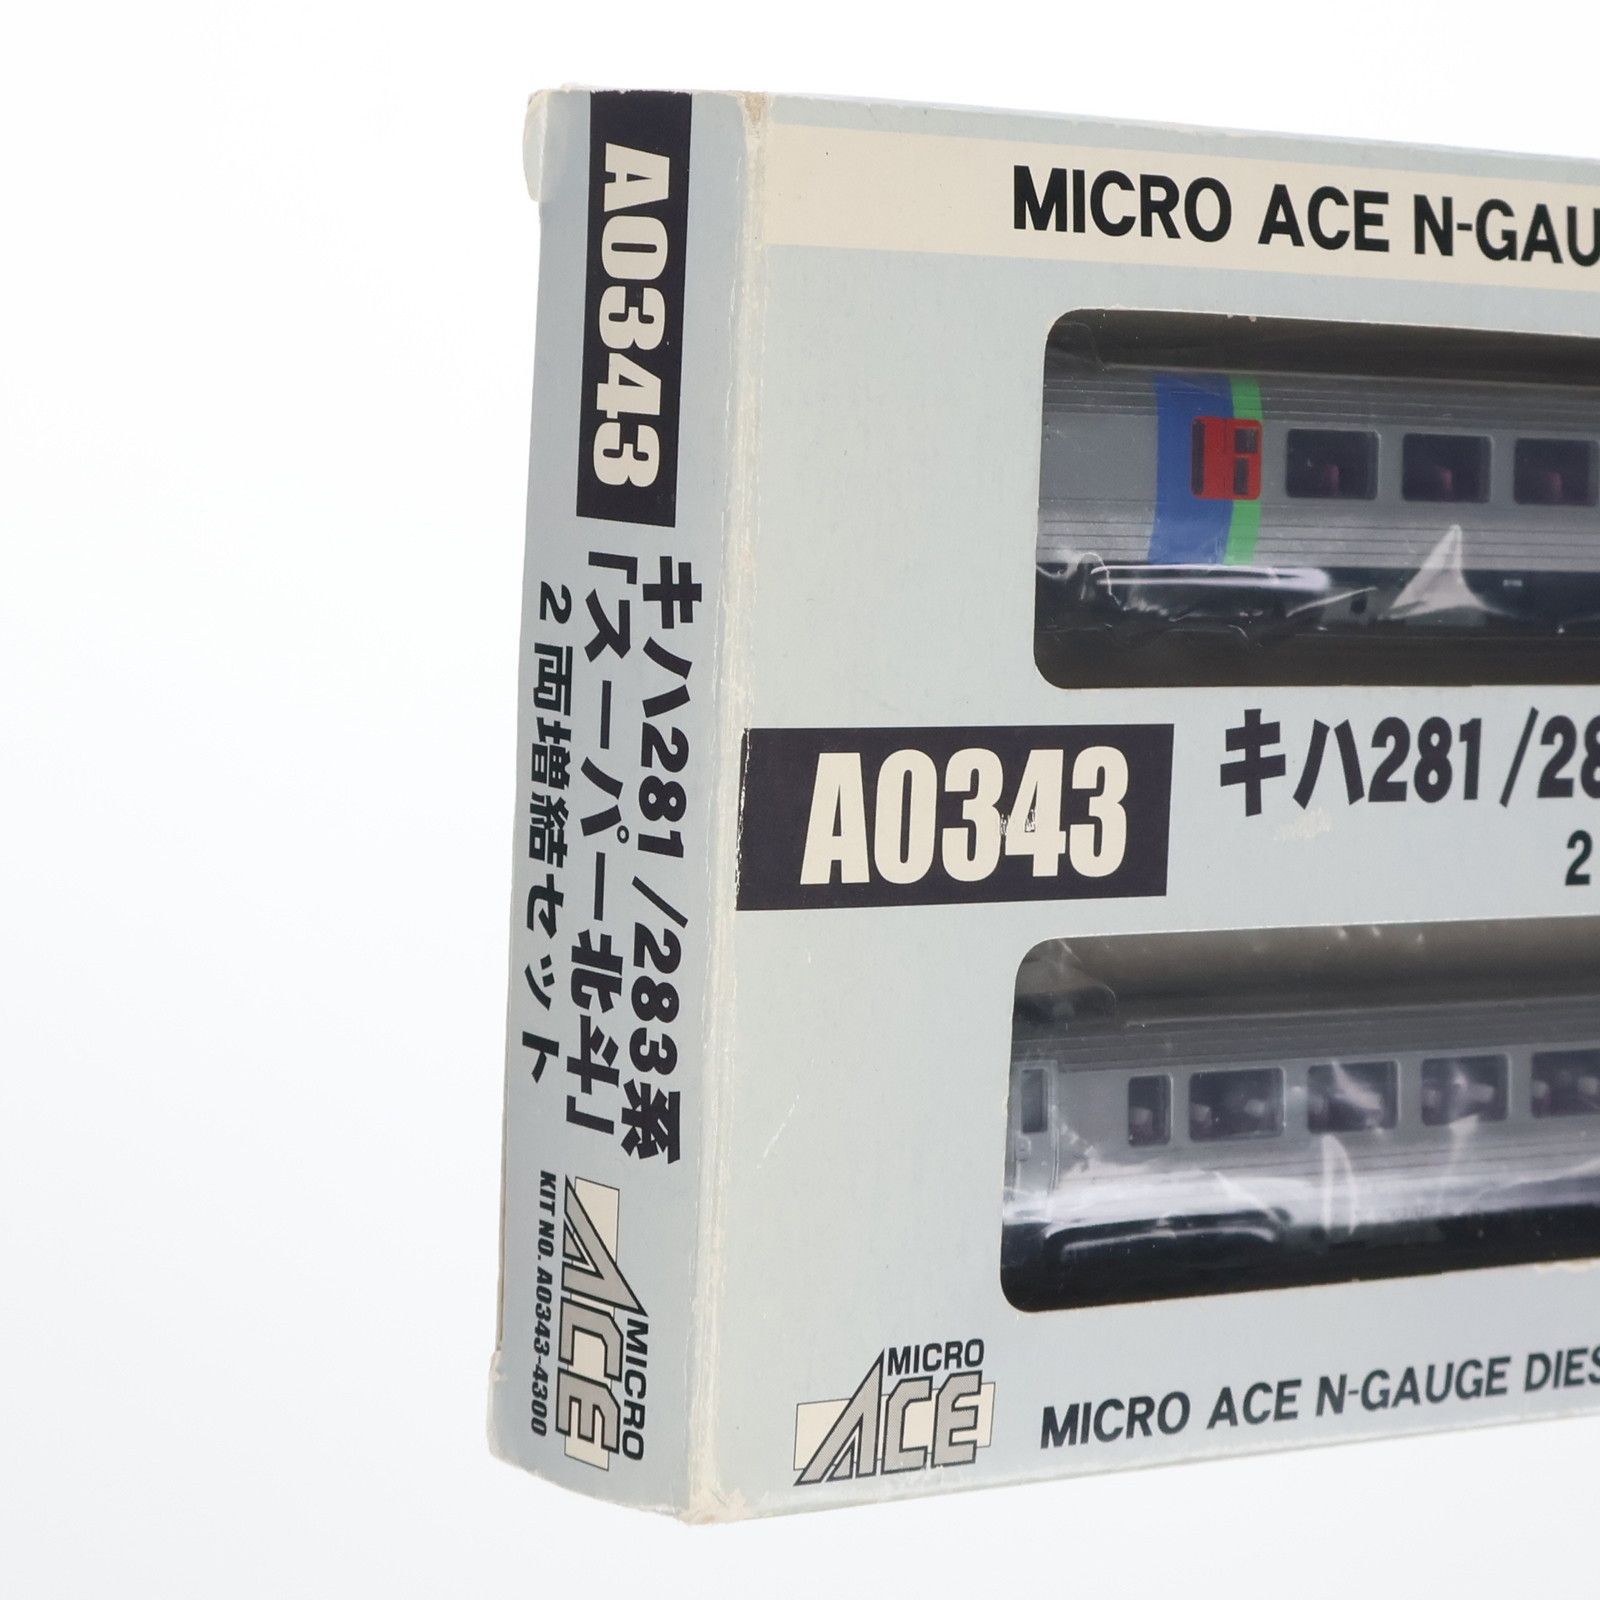 A0343
キハ281/283系
「スーパー北斗」
2両増結セット
MICRO
ACE
KIT NO. A0343-4300
MICRO ACE N-GAU
A0343
キハ281/28
2
MICRO
ACE
MICRO ACE N-GAUGE DIES